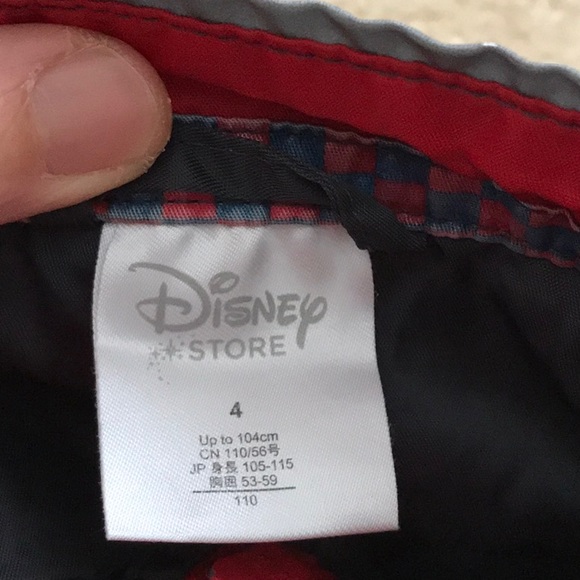 Disney
STORE
4
Up to 104cm
CN 110/56号
JP 身長 105-115
胸囲 53-59
110